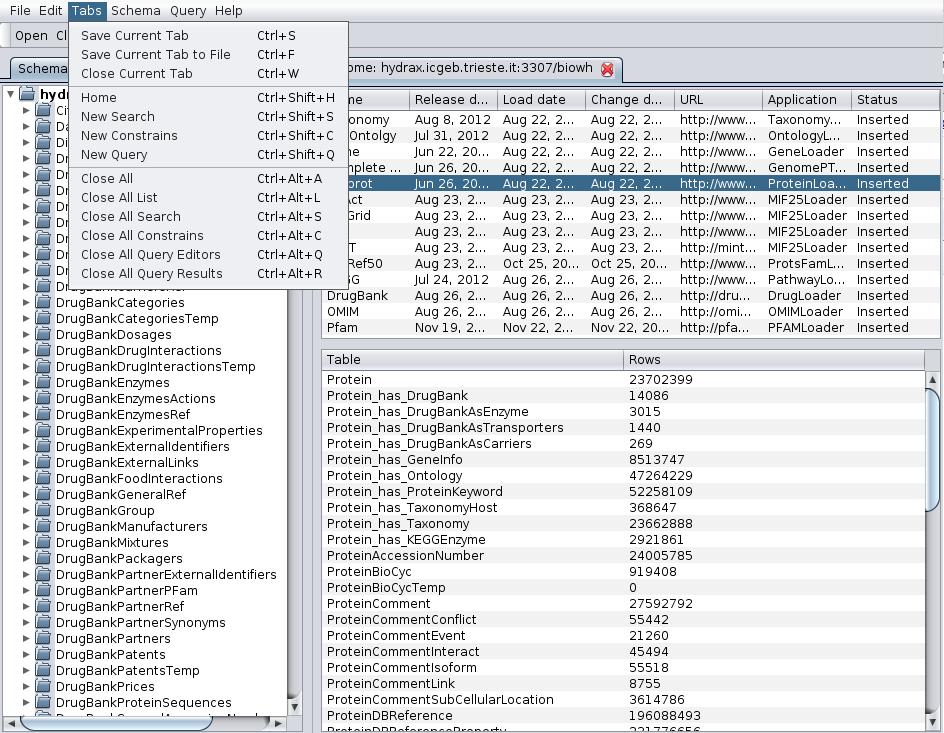 File Edit Tabs Schema Query Help
Open
Save Current Tab Ctrl+S
Save Current Tab to File Ctrl+F
Close Current Tab Ctrl+W
Home Ctrl+Shift+H
New Search Ctrl+Shift+S
New Constrains Ctrl+Shift+C
New Query Ctrl+Shift+Q
Close All Ctrl+Alt+A
Close All List Ctrl+Alt+L
Close All Search Ctrl+Alt+S
Close All Constrains Ctrl+Alt+C
Close All Query Editors Ctrl+Alt+Q
Close All Query Results Ctrl+Alt+R
Schema
ome: hydrax.icgeb.trieste.it:3307/biowh
DrugBankCategories
DrugBankCategoriesTemp
DrugBankDosages
DrugBankDrugInteractions
DrugBankDrugInteractionsTemp
DrugBankEnzymes
DrugBankEnzymesActions
DrugBankEnzymesRef
DrugBankExperimentalProperties
DrugBankExternalIdentifiers
DrugBankExternalLinks
DrugBankFoodInteractions
DrugBankGeneralRef
DrugBankGroup
DrugBankManufacturers
DrugBankMixtures
DrugBankPackagers
DrugBankPartnerExternalIdentifiers
DrugBankPartnerPFam
DrugBankPartnerRef
DrugBankPartnerSynonyms
DrugBankPartners
DrugBankPatents
DrugBankPatentsTemp
DrugBankPrices
DrugBankProteinSequences
me Release d... Load date Change d... URL Application Status
onomy Aug 8, 2012 Aug 22, 2... Aug 22, 2... http://www... Taxonomy... Inserted
Ontolgy Jul 31, 2012 Aug 22, 2... Aug 22, 2... http://www... OntologyL... Inserted
ne Jun 22, 20... Aug 22, 2... Aug 22, 2... http://www... GeneLoader Inserted
mplete ... Jun 26, 20... Aug 22, 2... Aug 22, 2... http://www... GenomePT... Inserted
prot Jun 26, 20... Aug 22, 2... Aug 22, 2... http://www... ProteinLoa... Inserted
Act Aug 23, 2... Aug 23, 2... Aug 23, 2... http://www... MIF25Loader Inserted
Grid Aug 23, 2... Aug 23, 2... Aug 23, 2... http://www... MIF25Loader Inserted
Aug 23, 2... Aug 23, 2... Aug 23, 2... http://www... MIF25Loader Inserted
T Aug 23, 2... Aug 23, 2... Aug 23, 2... http://mint... MIF25Loader Inserted
Ref50 Aug 23, 2... Oct 25, 20... Oct 25, 20... http://www... ProtsFamL... Inserted
GG Jul 24, 2012 Aug 26, 2... Aug 26, 2... http://www... PathwayLo... Inserted
DrugBank Aug 26, 2... Aug 26, 2... Aug 26, 2... http://dru... DrugLoader Inserted
OMIM Aug 26, 2... Aug 26, 2... Aug 26, 2... http://omi... OMIMLoader Inserted
Pfam Nov 19, 2... Nov 22, 2... Nov 22, 20... http://pfa... PFAMLoader Inserted
Table Rows
Protein 23702399
Protein_has_DrugBank 14086
Protein_has_DrugBankAsEnzyme 3015
Protein_has_DrugBankAsTransporters 1440
Protein_has_DrugBankAsCarriers 269
Protein_has_GeneInfo 8513747
Protein_has_Ontology 47264229
Protein_has_ProteinKeyword 52258109
Protein_has_TaxonomyHost 368647
Protein_has_Taxonomy 23662888
Protein_has_KEGGEnzyme 2921861
ProteinAccessionNumber 24005785
ProteinBioCyc 919408
ProteinBioCycTemp 0
ProteinComment 27592792
ProteinCommentConflict 55442
ProteinCommentEvent 21260
ProteinCommentInteract 45494
ProteinCommentIsoform 55518
ProteinCommentLink 8755
ProteinCommentSubCellularLocation 3614786
ProteinDBReference 196088493